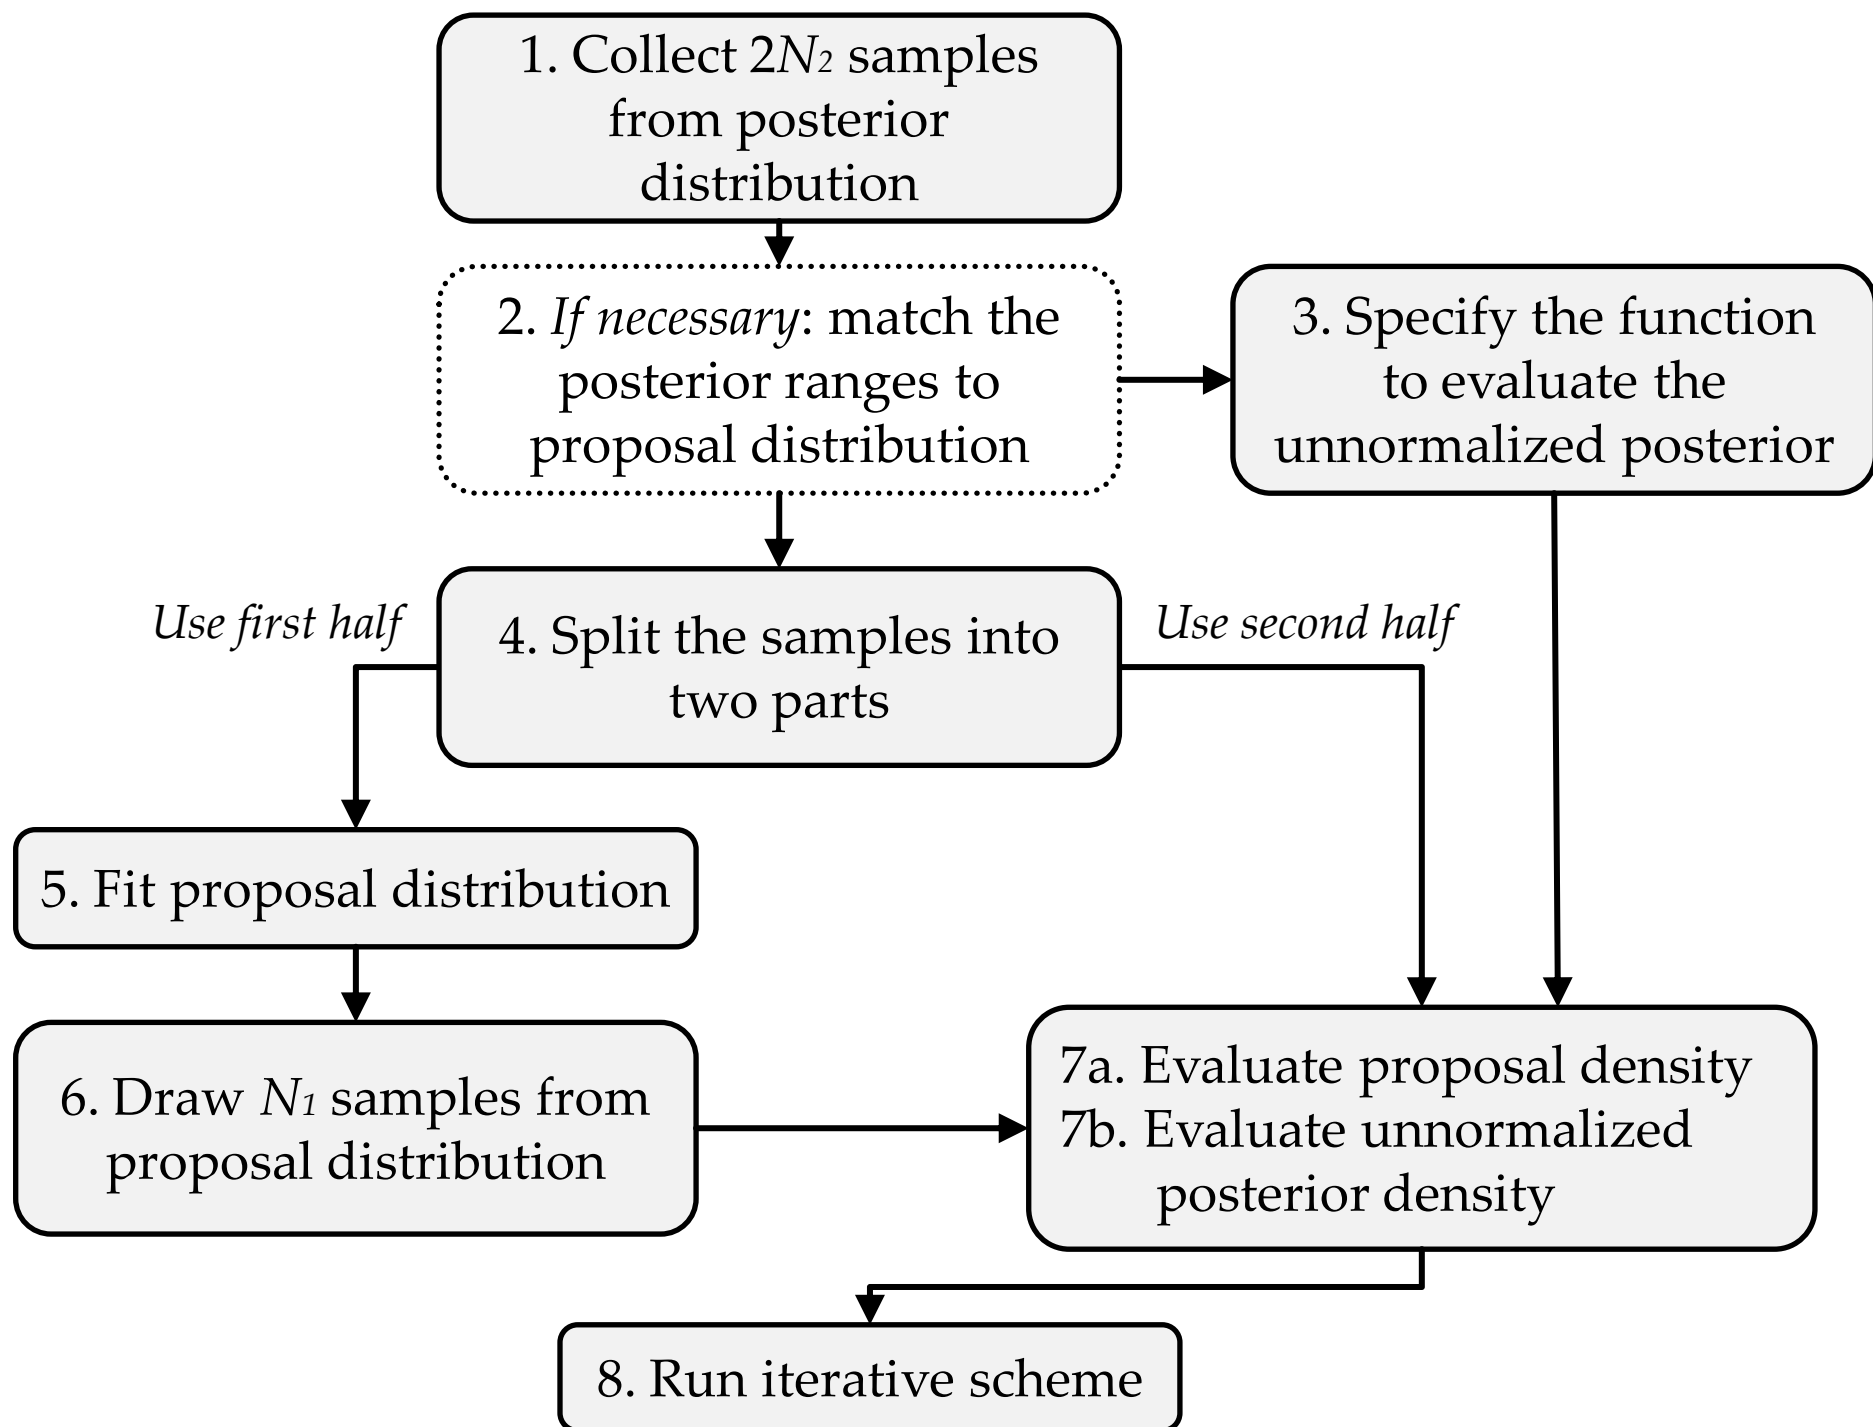 1. Collect 2N₂ samples
from posterior
distribution
2. If necessary: match the
posterior ranges to
proposal distribution
3. Specify the function
to evaluate the
unnormalized posterior
Use first half
4. Split the samples into
two parts
Use second half
5. Fit proposal distribution
6. Draw N₁ samples from
proposal distribution
7a. Evaluate proposal density
7b. Evaluate unnormalized
posterior density
8. Run iterative scheme